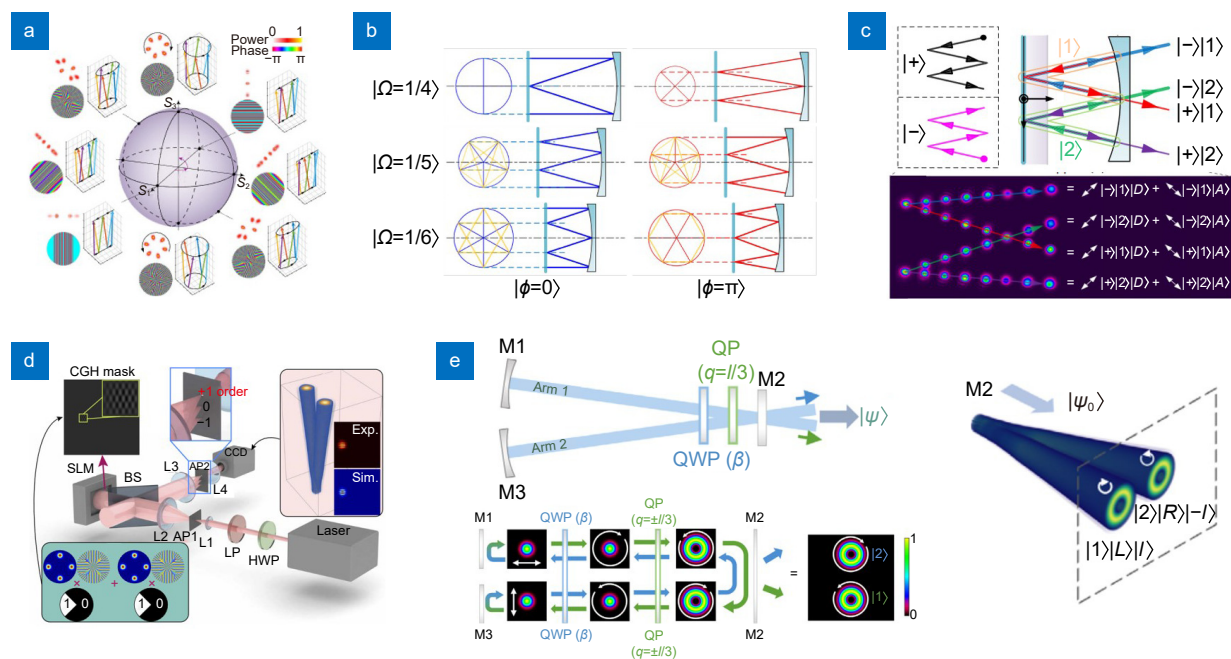 a
Power
0 1
Phase
−π π
S₃
S₁
S₂
b
|Ω=1/4⟩
|Ω=1/5⟩
|Ω=1/6⟩
|ϕ=0⟩
|ϕ=π⟩
c
|+⟩
|−⟩
|1⟩
|2⟩
|−⟩|1⟩
|−⟩|2⟩
|+⟩|1⟩
|+⟩|2⟩
= |−⟩|1⟩|D⟩ + |−⟩|1⟩|A⟩
= |−⟩|2⟩|D⟩ + |−⟩|2⟩|A⟩
= |+⟩|1⟩|D⟩ + |+⟩|1⟩|A⟩
= |+⟩|2⟩|D⟩ + |+⟩|2⟩|A⟩
d
CGH mask
+1 order
0
−1
Exp.
Sim.
CCD
AP2
L4
L3
SLM
BS
L2
AP1
L1
LP
HWP
Laser
× + ×
1 0
1 0
e
M1
Arm 1
Arm 2
M3
QP
(q=l/3)
M2
QWP (β)
|ψ⟩
M1
QWP (β)
QP
(q=±l/3)
M2
M3
QWP (β)
QP
(q=±l/3)
M2
=
|2⟩
|1⟩
1
0
M2
|ψ₀⟩
|2⟩|R⟩|−l⟩
|1⟩|L⟩|l⟩